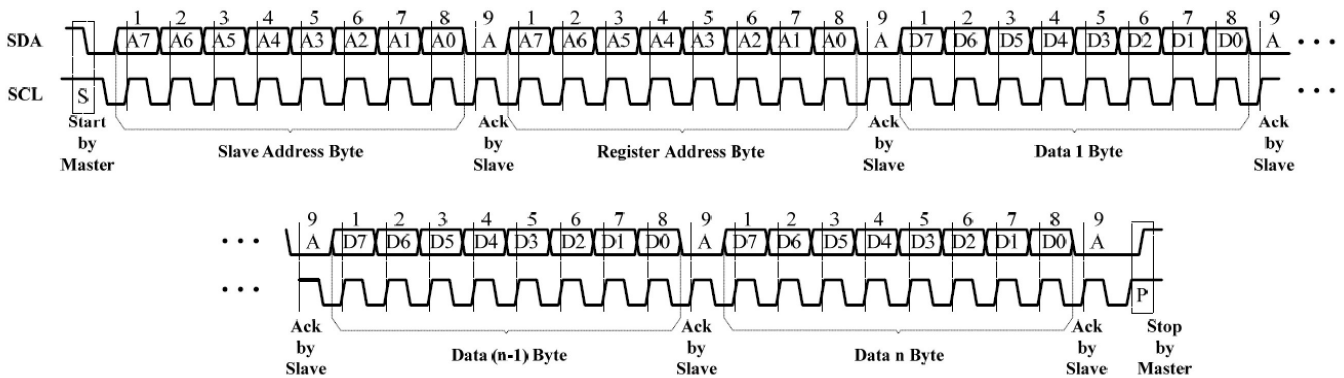 1 2 3 4 5 6 7 8 9 1 2 3 4 5 6 7 8 9 1 2 3 4 5 6 7 8 9
SDA A7 A6 A5 A4 A3 A2 A1 A0 A A7 A6 A5 A4 A3 A2 A1 A0 A D7 D6 D5 D4 D3 D2 D1 D0 A • • •
SCL S • • •
Start by Master
Slave Address Byte
Ack by Slave
Register Address Byte
Ack by Slave
Data 1 Byte
Ack by Slave
9 1 2 3 4 5 6 7 8 9 1 2 3 4 5 6 7 8 9
• • • A D7 D6 D5 D4 D3 D2 D1 D0 A D7 D6 D5 D4 D3 D2 D1 D0 A
• • • P
Ack by Slave
Data (n-1) Byte
Ack by Slave
Data n Byte
Ack by Slave
Stop by Master